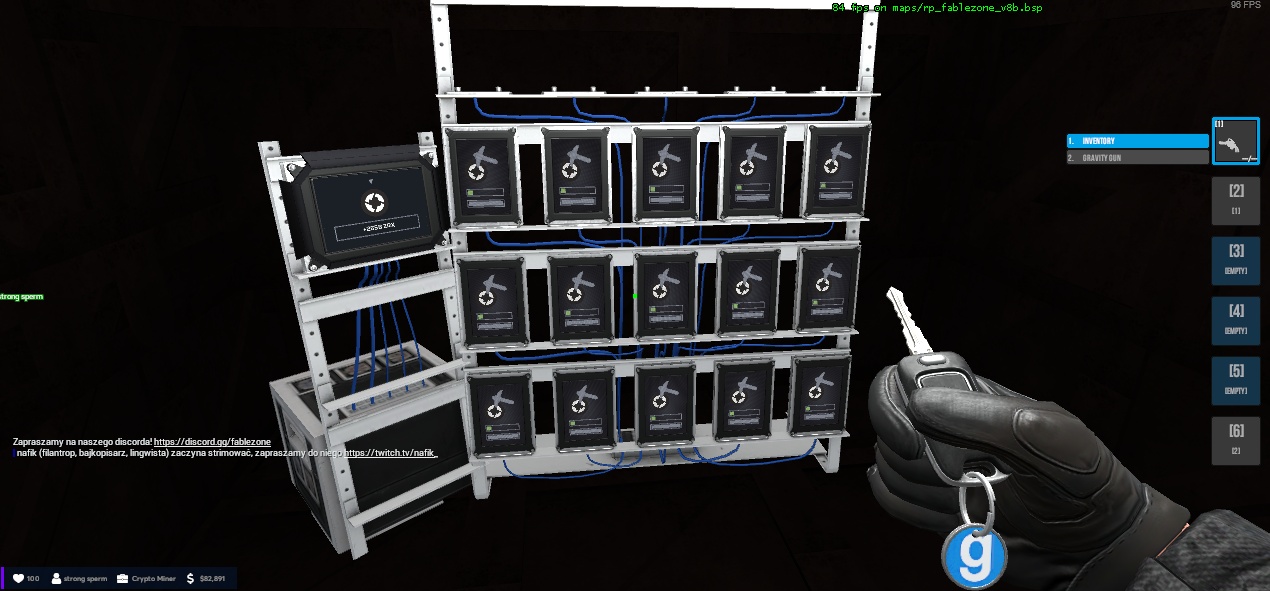 84 fps on maps/rp_fablezone_v8b.bsp
96 FPS
1. INVENTORY
2. GRAVITY GUN
[1]
[2]
[1]
[3]
[EMPTY]
[4]
[EMPTY]
[5]
[EMPTY]
[6]
[2]
strong sperm
Zapraszamy na naszego discorda! https://discord.gg/fablezone
nafik (filantrop, bajkopisarz, lingwista) zaczyna strimować, zapraszamy do niego https://twitch.tv/nafik_
g
100
strong sperm
Crypto Miner
$82,891